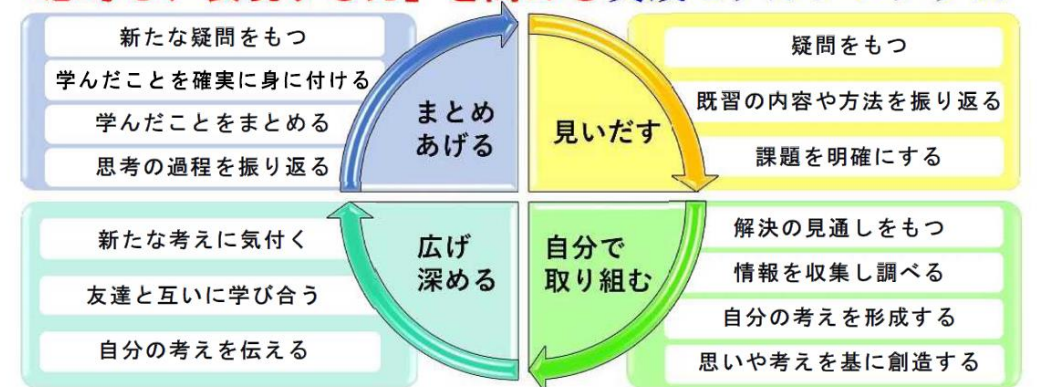 新たな疑問をもつ
学んだことを確実に身に付ける
学んだことをまとめる
思考の過程を振り返る
まとめ
あげる
見いだす
疑問をもつ
既習の内容や方法を振り返る
課題を明確にする
新たな考えに気付く
友達と互いに学び合う
自分の考えを伝える
広げ
深める
自分で
取り組む
解決の見通しをもつ
情報を収集し調べる
自分の考えを形成する
思いや考えを基に創造する